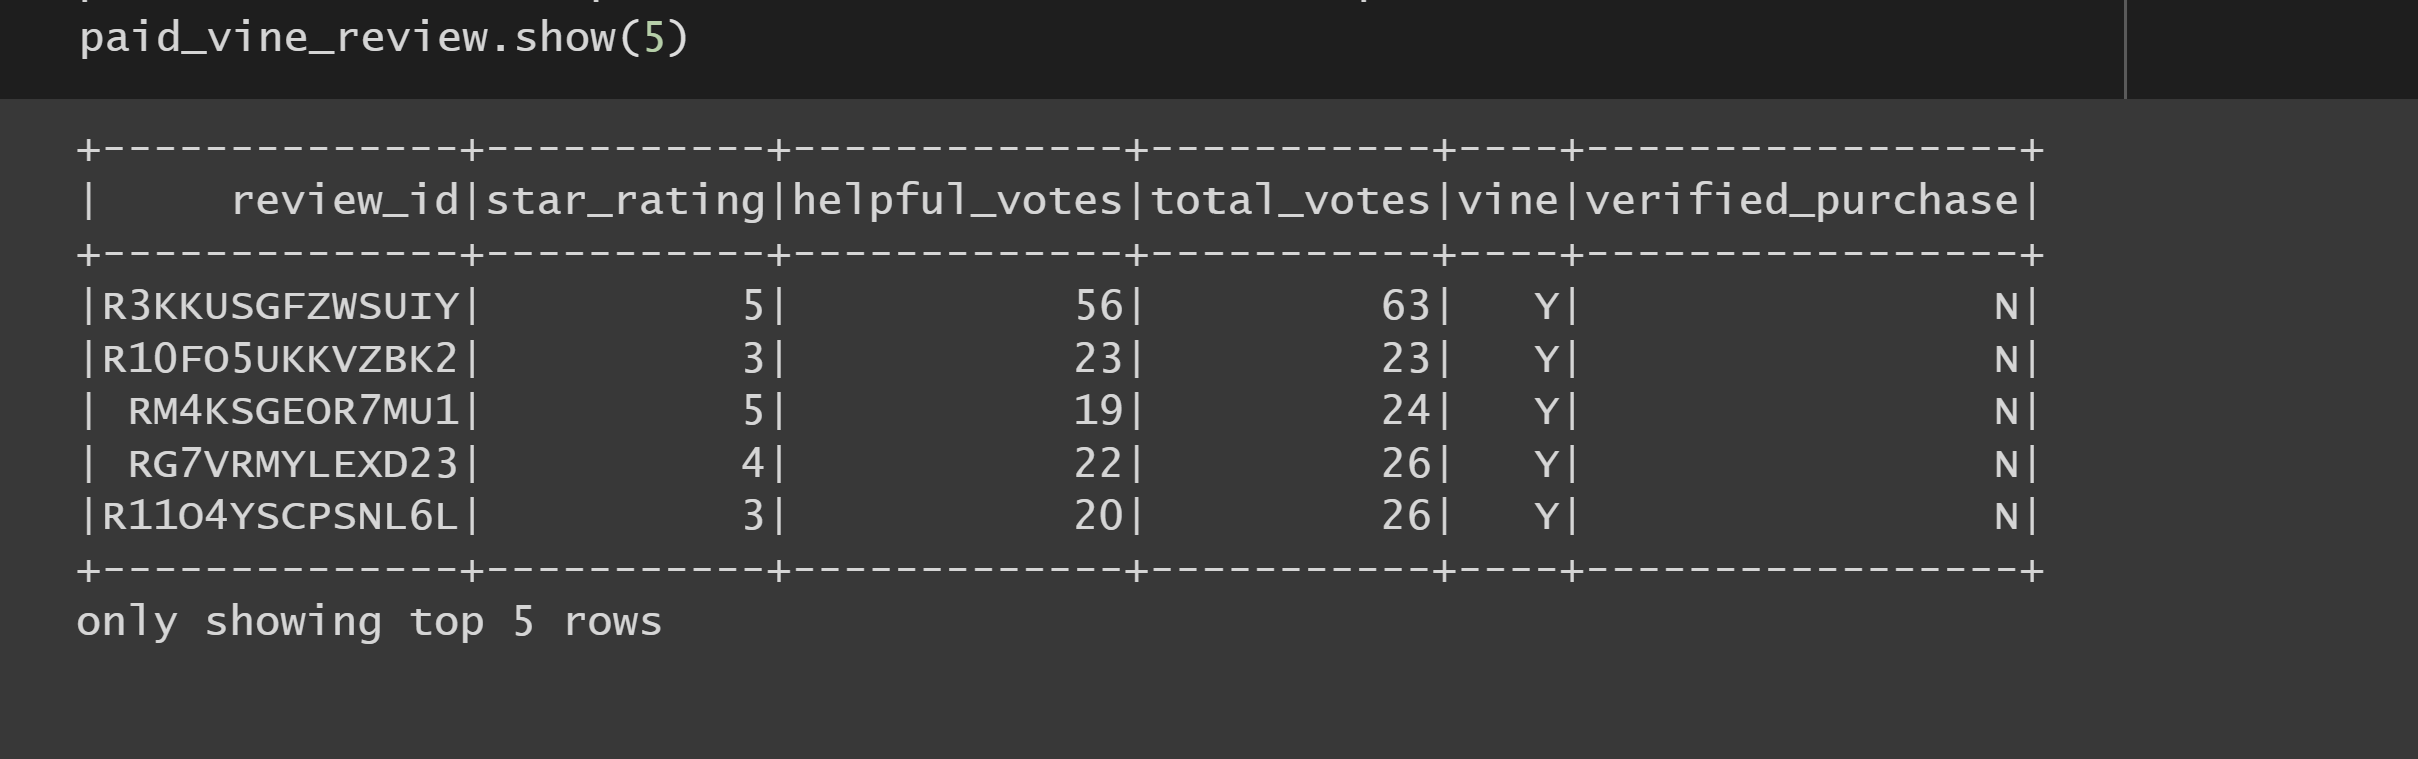 paid_vine_review.show(5)
+--------------+-----------+-------------+-----------+----+-----------------+
|     review_id|star_rating|helpful_votes|total_votes|vine|verified_purchase|
+--------------+-----------+-------------+-----------+----+-----------------+
|R3KKUSGFZWSUIY|          5|           56|         63|   Y|                N|
|R10FO5UKKVZBK2|          3|           23|         23|   Y|                N|
| RM4KSGEOR7MU1|          5|           19|         24|   Y|                N|
| RG7VRMYLEXD23|          4|           22|         26|   Y|                N|
|R11O4YSCPSNL6L|          3|           20|         26|   Y|                N|
+--------------+-----------+-------------+-----------+----+-----------------+
only showing top 5 rows